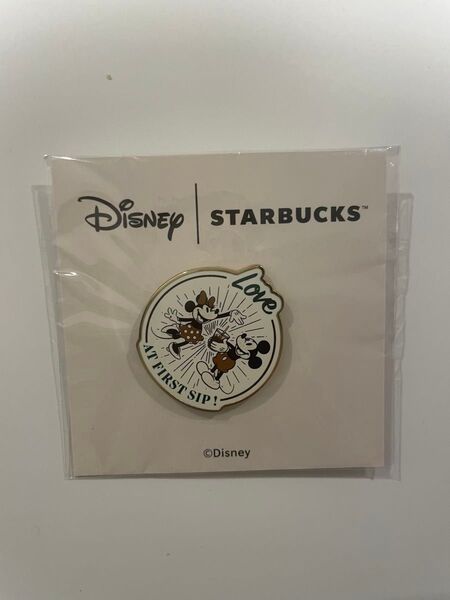 Disney | STARBUCKS™
Love
AT FIRST SIP!
©Disney